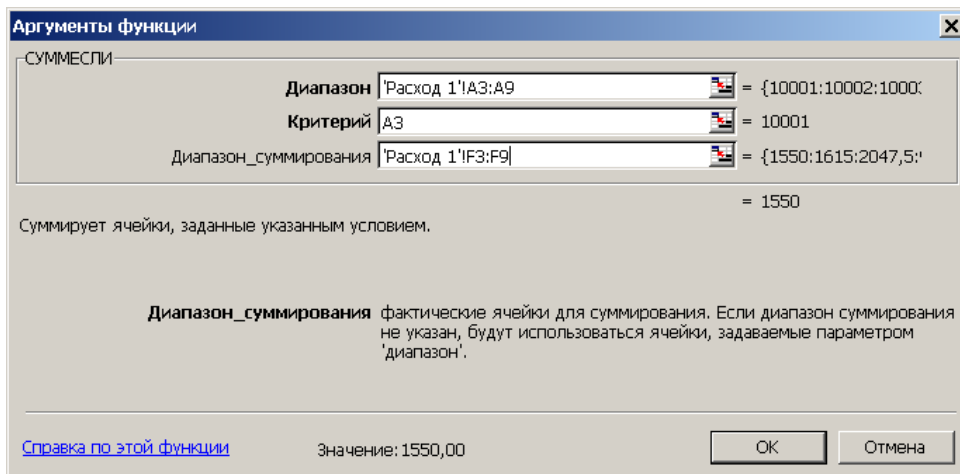 Аргументы функции
СУММЕСЛИ
Диапазон 'Расход 1'!A3:A9 = {10001:10002:1000
Критерий A3 = 10001
Диапазон_суммирования 'Расход 1'!F3:F9 = {1550:1615:2047,5:
= 1550
Суммирует ячейки, заданные указанным условием.
Диапазон_суммирования фактические ячейки для суммирования. Если диапазон суммирования
не указан, будут использоваться ячейки, задаваемые параметром
'диапазон'.
Справка по этой функции Значение:1550,00 OK Отмена